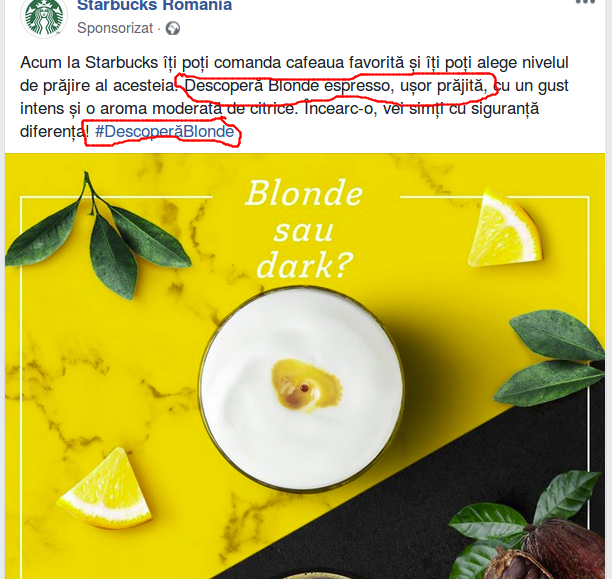 Starbucks Romania
Sponsorizat ·
Acum la Starbucks îți poți comanda cafeaua favorită și îți poți alege nivelul
de prăjire al acesteia. Descoperă Blonde espresso, ușor prăjită, cu un gust
intens și o aroma moderată de citrice. Încearc-o, vei simți cu siguranță
diferența! #DescoperăBlonde
Blonde
sau
dark?